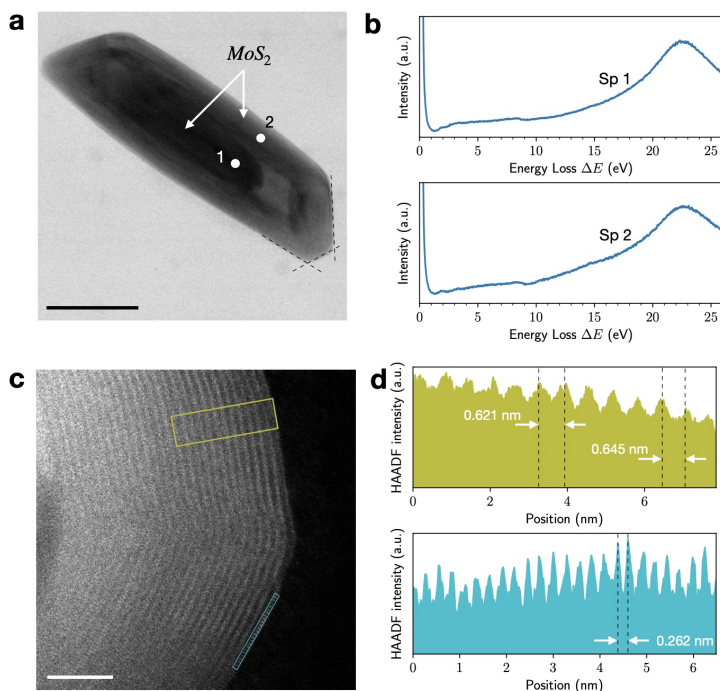 a
MoS2
2
1
b
Intensity (a.u.)
Sp 1
0 5 10 15 20 25
Energy Loss ΔE (eV)
Intensity (a.u.)
Sp 2
0 5 10 15 20 25
Energy Loss ΔE (eV)
c
d
HAADF intensity (a.u.)
0.621 nm
0.645 nm
0 2 4 6
Position (nm)
HAADF intensity (a.u.)
0.262 nm
0 1 2 3 4 5 6
Position (nm)